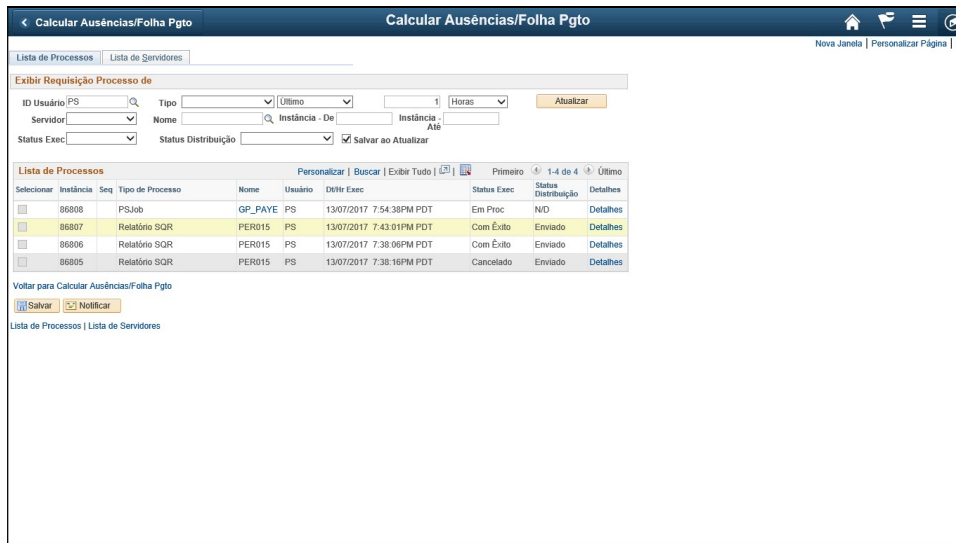 Calcular Ausências/Folha Pgto
Calcular Ausências/Folha Pgto
Nova Janela | Personalizar Página |
Lista de Processos
Lista de Servidores
Exibir Requisição Processo de
ID Usuário PS Tipo Último 1 Horas Atualizar
Servidor Nome Instância - De Instância - Até
Status Exec Status Distribuição Salvar ao Atualizar
Lista de Processos Personalizar | Buscar | Exibir Tudo | | Primeiro 1-4 de 4 Último
Selecionar Instância Seq Tipo de Processo Nome Usuário Dt/Hr Exec Status Exec Status Distribuição Detalhes
86808 PSJob GP_PAYE PS 13/07/2017 7:54:38PM PDT Em Proc N/D Detalhes
86807 Relatório SQR PER015 PS 13/07/2017 7:43:01PM PDT Com Êxito Enviado Detalhes
86806 Relatório SQR PER015 PS 13/07/2017 7:38:06PM PDT Com Êxito Enviado Detalhes
86805 Relatório SQR PER015 PS 13/07/2017 7:38:16PM PDT Cancelado Enviado Detalhes
Voltar para Calcular Ausências/Folha Pgto
Salvar Notificar
Lista de Processos | Lista de Servidores